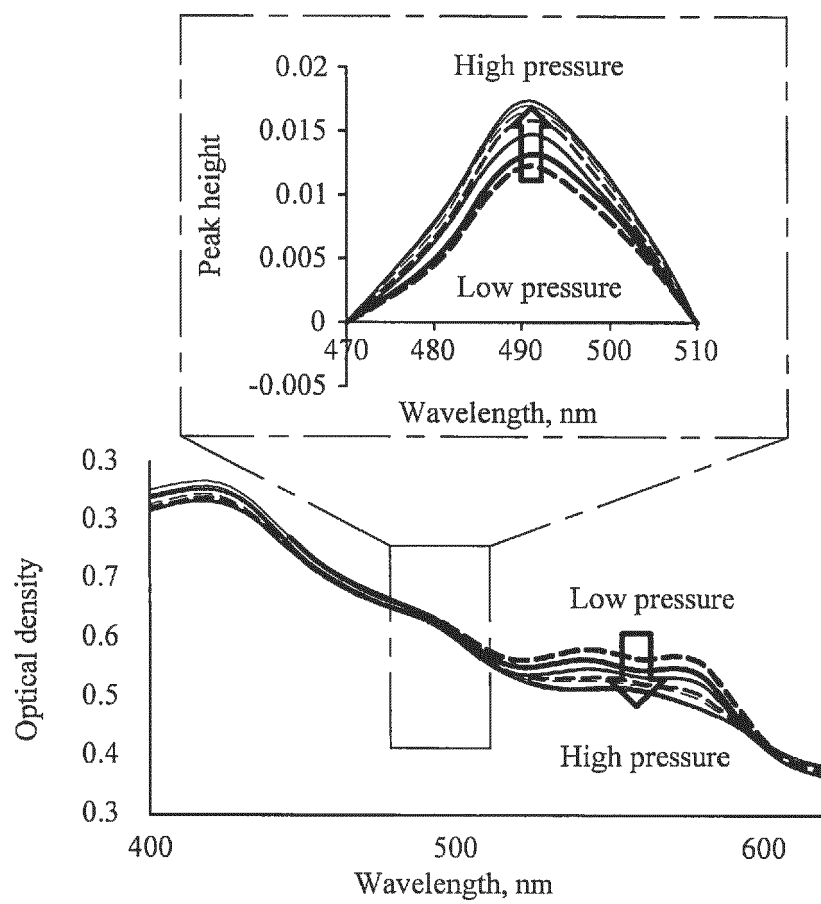 0.02
High pressure
0.015
0.01
0.005
Low pressure
0
470 480 490 500 510
-0.005
Peak height
Wavelength, nm
0.3
0.3
0.7
0.6
0.5
0.4
0.3
Optical density
Low pressure
High pressure
400 500 600
Wavelength, nm